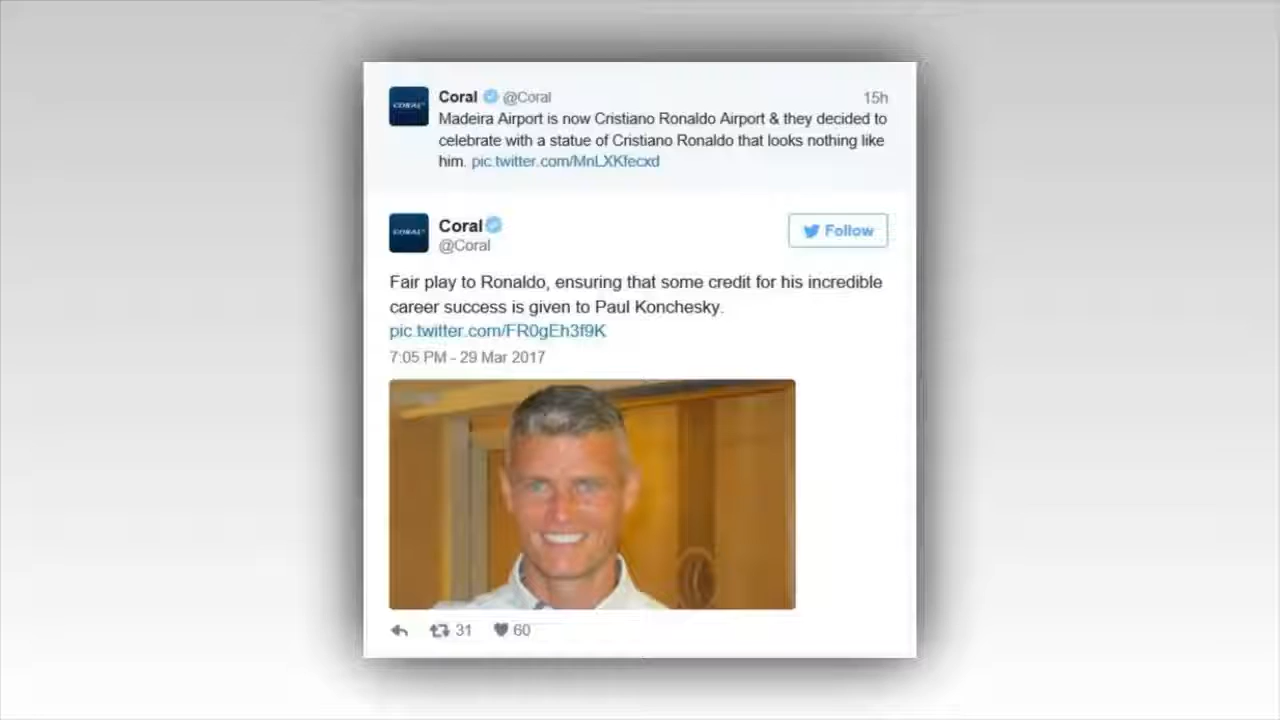 CORAL
Coral @Coral 15h
Madeira Airport is now Cristiano Ronaldo Airport & they decided to
celebrate with a statue of Cristiano Ronaldo that looks nothing like
him. pic.twitter.com/MnLXKfecxd
CORAL
Coral
@Coral
Follow
Fair play to Ronaldo, ensuring that some credit for his incredible
career success is given to Paul Konchesky.
pic.twitter.com/FR0gEh3f9K
7:05 PM - 29 Mar 2017
31 60